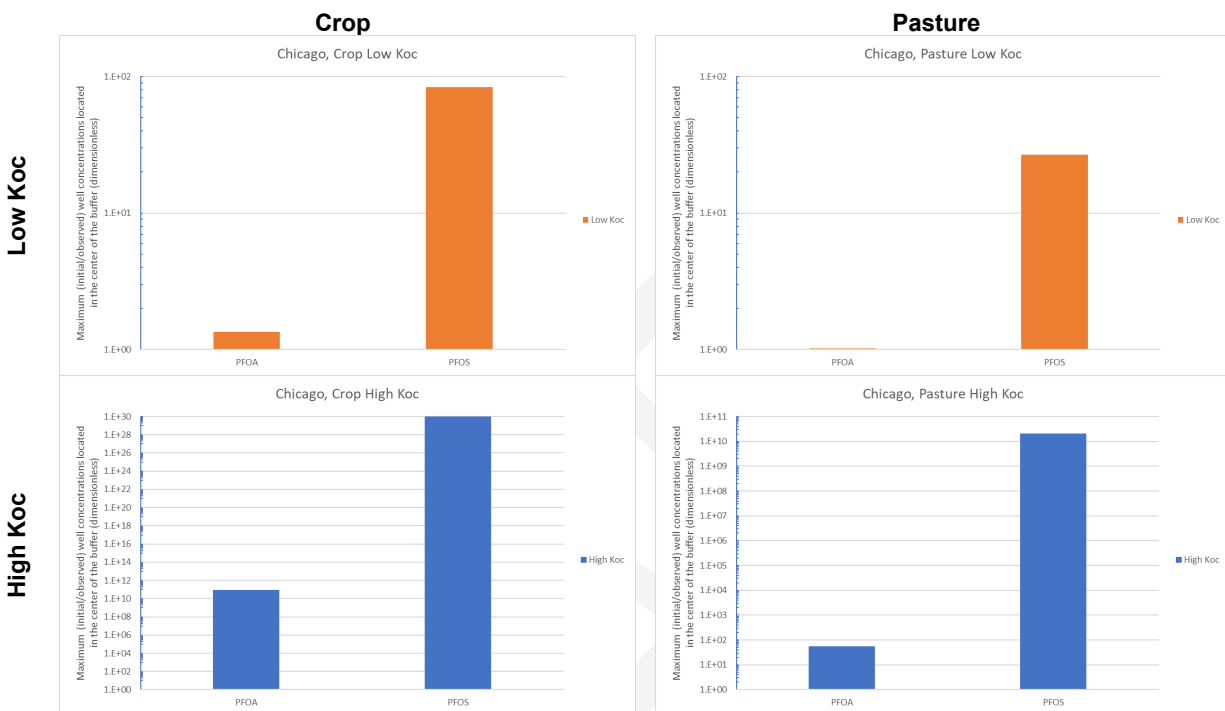 Crop
Pasture
Low Koc
Chicago, Crop Low Koc
Maximum (initial/observed) well concentrations located
in the center of the buffer (dimensionless)
1.E+02
1.E+01
1.E+00
PFOA
PFOS
Low Koc
Chicago, Pasture Low Koc
Maximum (initial/observed) well concentrations located
in the center of the buffer (dimensionless)
1.E+02
1.E+01
1.E+00
PFOA
PFOS
Low Koc
High Koc
Chicago, Crop High Koc
Maximum (initial/observed) well concentrations located
in the center of the buffer (dimensionless)
1.E+30
1.E+28
1.E+26
1.E+24
1.E+22
1.E+20
1.E+18
1.E+16
1.E+14
1.E+12
1.E+10
1.E+08
1.E+06
1.E+04
1.E+02
1.E+00
PFOA
PFOS
High Koc
Chicago, Pasture High Koc
Maximum (initial/observed) well concentrations located
in the center of the buffer (dimensionless)
1.E+11
1.E+10
1.E+09
1.E+08
1.E+07
1.E+06
1.E+05
1.E+04
1.E+03
1.E+02
1.E+01
1.E+00
PFOA
PFOS
High Koc